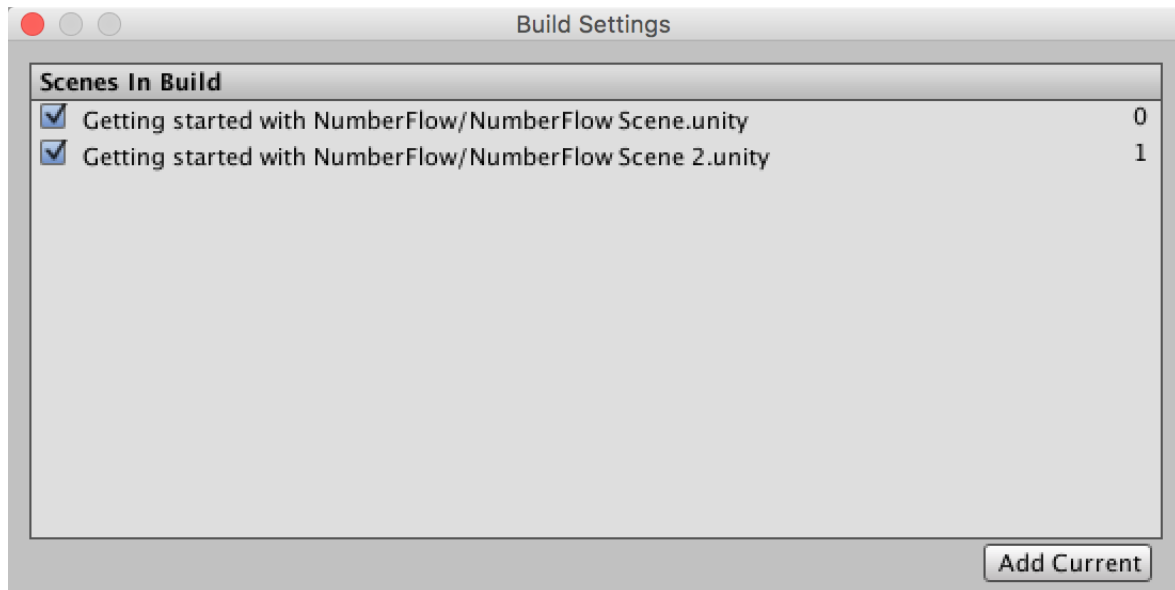 Build Settings
Scenes In Build
Getting started with NumberFlow/NumberFlow Scene.unity 0
Getting started with NumberFlow/NumberFlow Scene 2.unity 1
Add Current